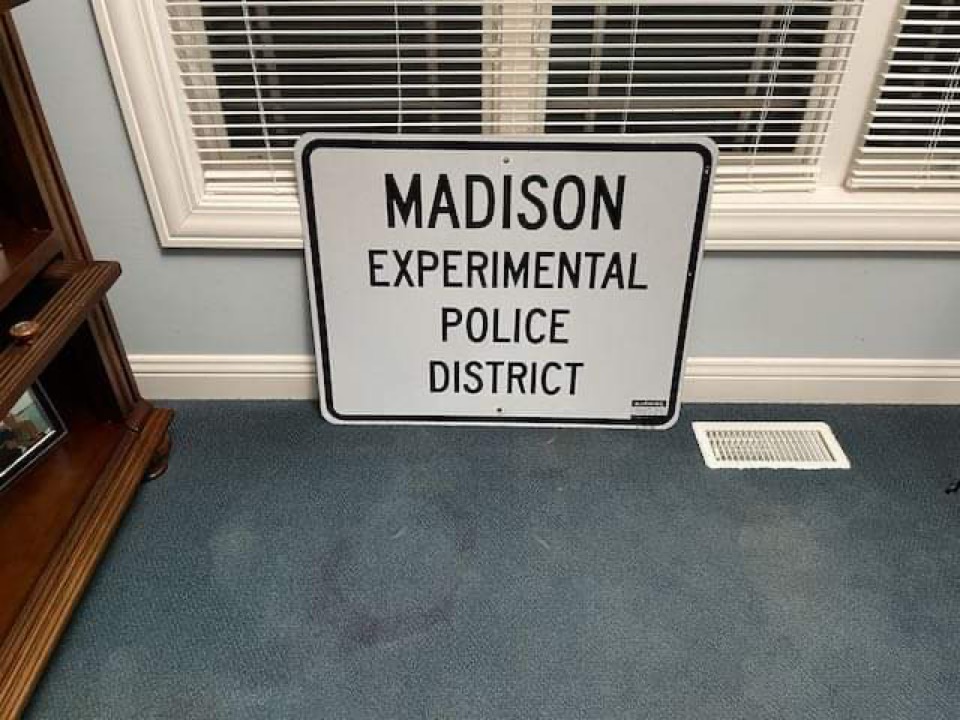 MADISON
EXPERIMENTAL
POLICE
DISTRICT